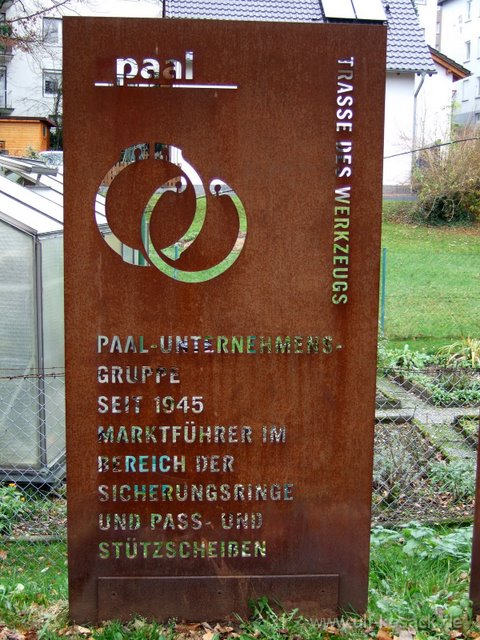 paal
TRASSE DES WERKZEUGS
PAAL-UNTERNEHMENS-
GRUPPE
SEIT 1945
MARKTFÜHRER IM
BEREICH DER
SICHERUNGSRINGE
UND PASS- UND
STÜTZSCHEIBEN